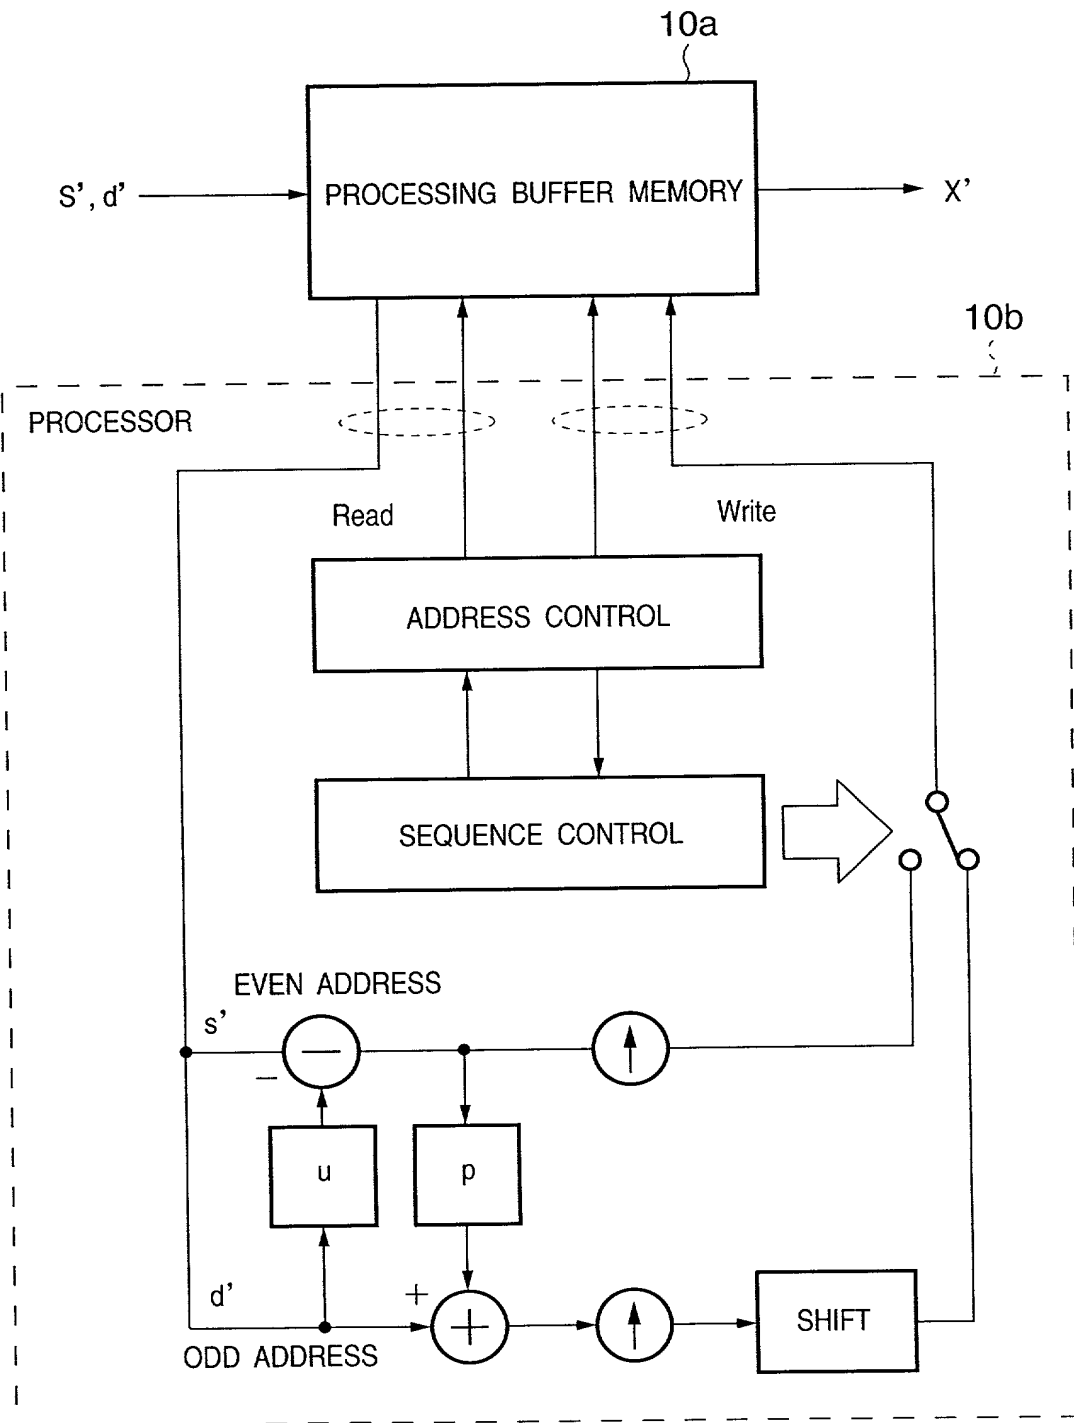 10a
S', d'
PROCESSING BUFFER MEMORY
X'
10b
PROCESSOR
Read
Write
ADDRESS CONTROL
SEQUENCE CONTROL
EVEN ADDRESS
s'
−
−
u
p
d'
+
+
SHIFT
ODD ADDRESS